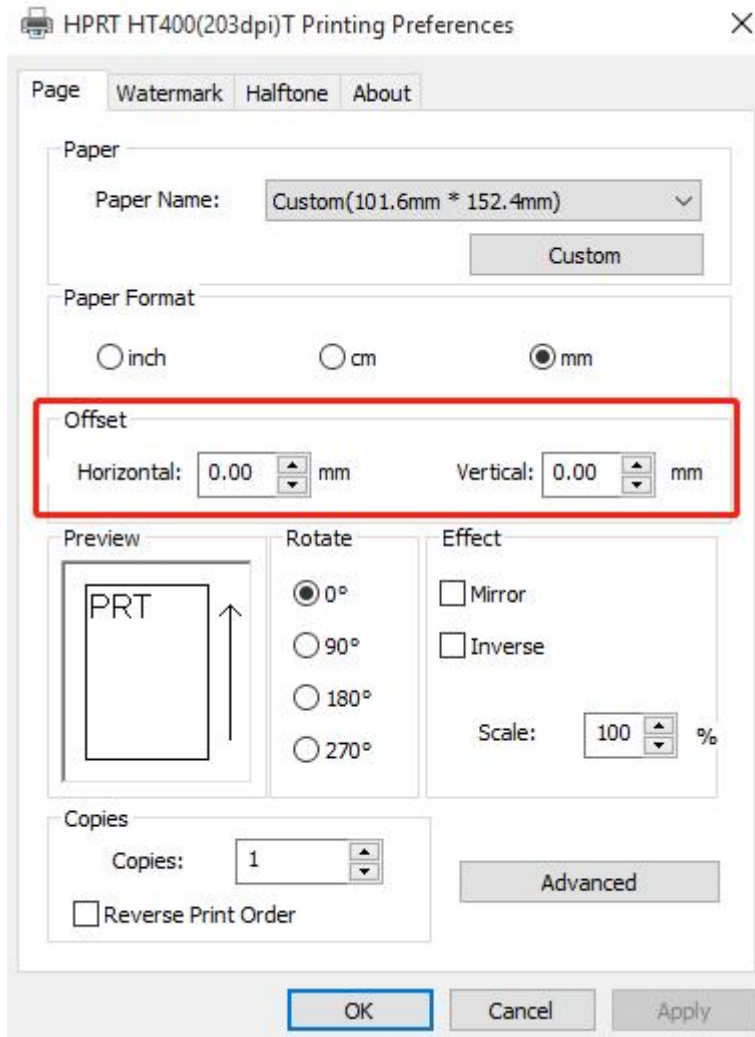 HPRT HT400(203dpi)T Printing Preferences
Page Watermark Halftone About
Paper
Paper Name: Custom(101.6mm * 152.4mm)
Custom
Paper Format
inch cm mm
Offset
Horizontal: 0.00 mm Vertical: 0.00 mm
Preview
PRT
Rotate
0°
90°
180°
270°
Effect
Mirror
Inverse
Scale: 100 %
Copies
Copies: 1
Reverse Print Order
Advanced
OK Cancel Apply